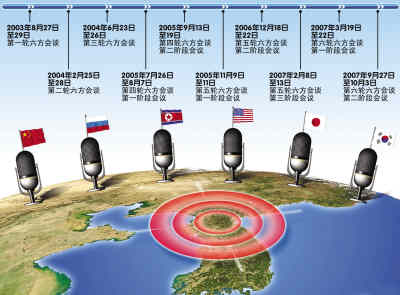 2003年8月27日
至29日
第一轮六方会谈
2004年2月25日
至28日
第二轮六方会谈
2004年6月23日
至26日
第三轮六方会谈
2005年7月26日
至8月7日
第四轮六方会谈
第一阶段会议
2005年9月13日
至19日
第四轮六方会谈
第二阶段会议
2005年11月9日
至11日
第五轮六方会谈
第一阶段会议
2006年12月18日
至22日
第五轮六方会谈
第二阶段会议
2007年2月8日
至13日
第五轮六方会谈
第三阶段会议
2007年3月19日
至22日
第六轮六方会谈
第一阶段会议
2007年9月27日
至10月3日
第六轮六方会谈
第二阶段会议